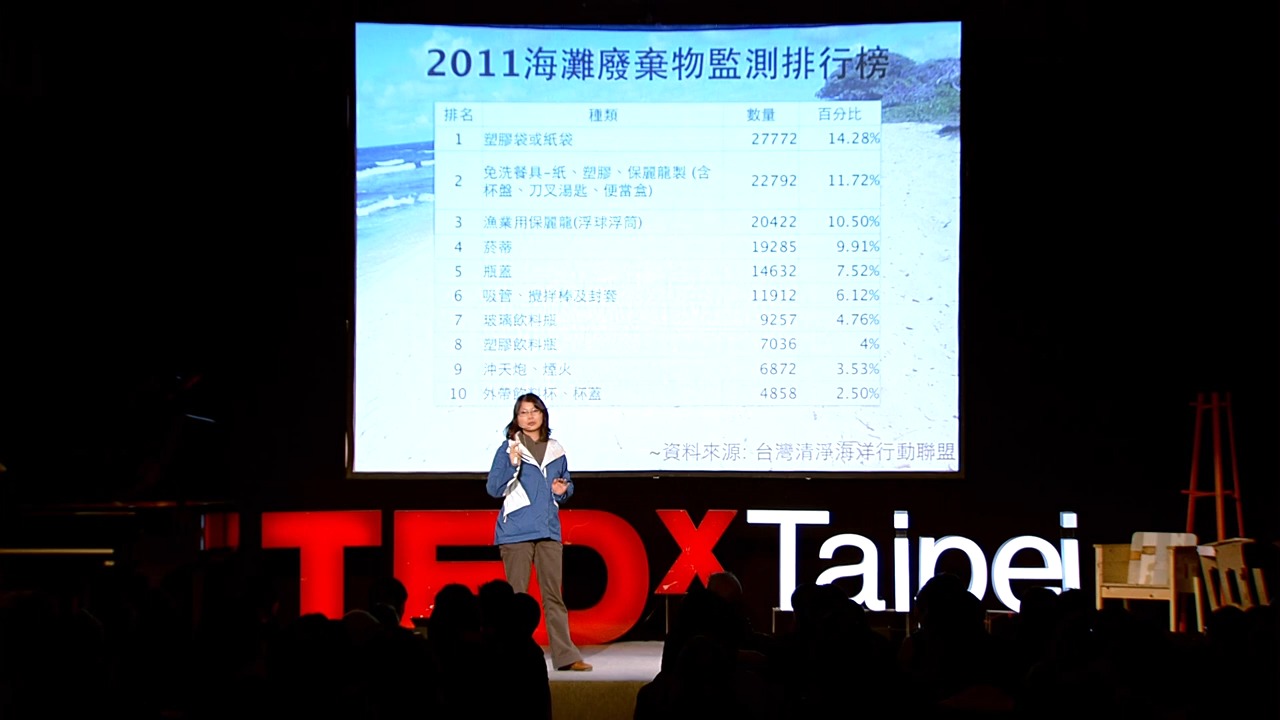 2011海灘廢棄物監測排行榜
排名 種類 數量 百分比
1 塑膠袋或紙袋 27772 14.28%
2 免洗餐具-紙、塑膠、保麗龍製 (含杯盤、刀叉湯匙、便當盒) 22792 11.72%
3 漁業用保麗龍(浮球浮筒) 20422 10.50%
4 菸蒂 19285 9.91%
5 瓶蓋 14632 7.52%
6 吸管、攪拌棒及封套 11912 6.12%
7 玻璃飲料瓶 9257 4.76%
8 塑膠飲料瓶 7036 4%
9 沖天炮、煙火 6872 3.53%
10 外帶飲料杯、杯蓋 4858 2.50%
~資料來源: 台灣清淨海洋行動聯盟
TEDxTaipei